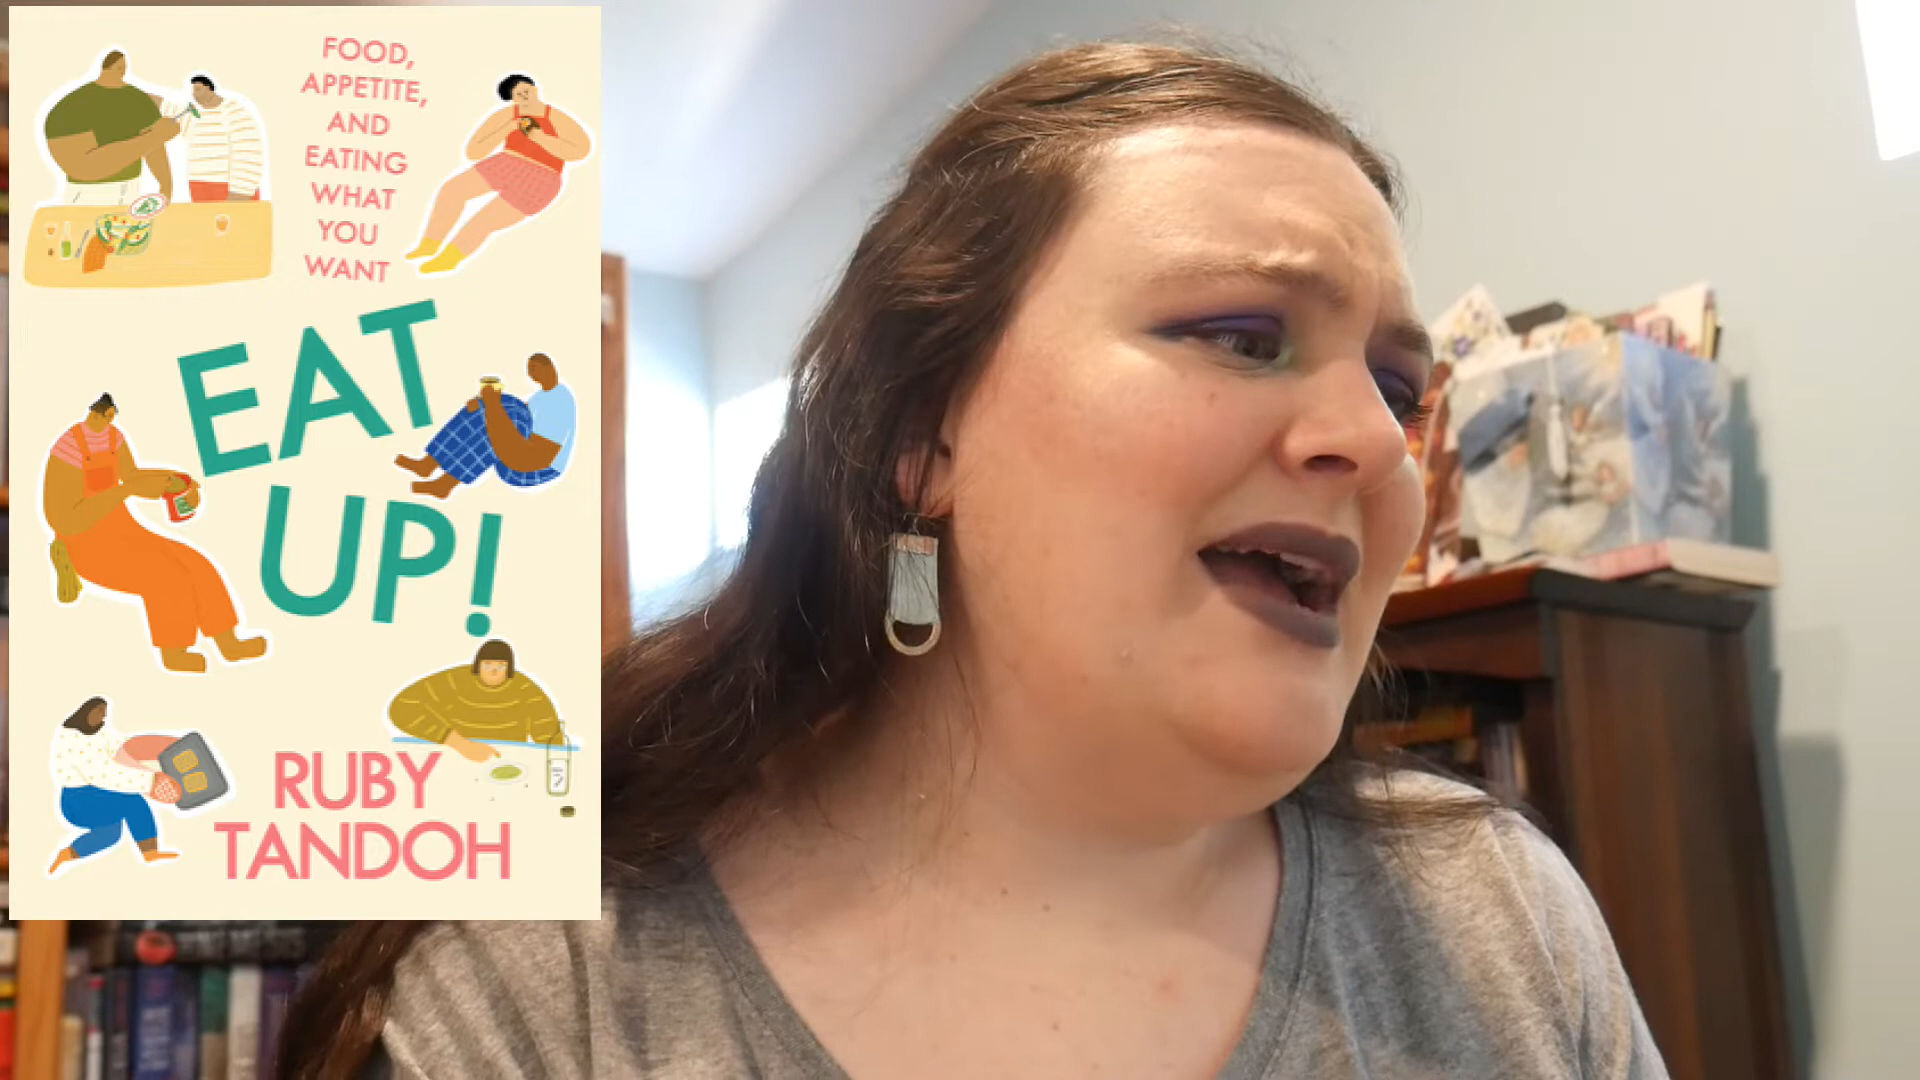 FOOD,
APPETITE,
AND
EATING
WHAT
YOU
WANT
EAT
UP!
RUBY
TANDOH